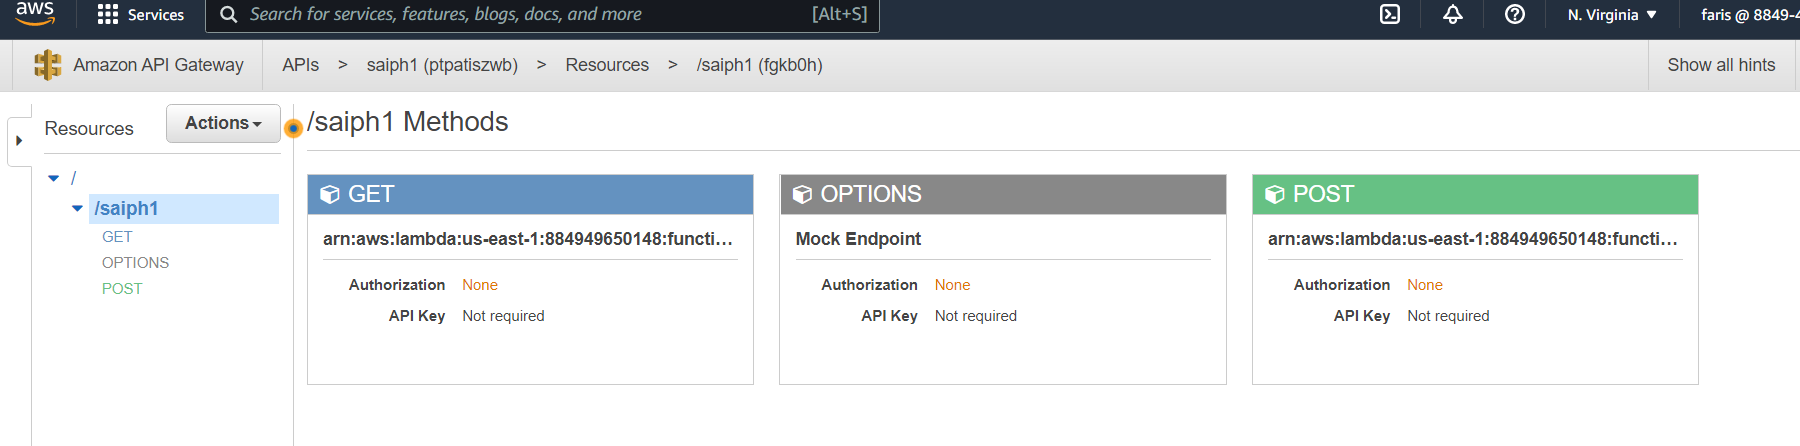 aws
Services
Search for services, features, blogs, docs, and more
[Alt+S]
N. Virginia
faris @ 8849-4
Amazon API Gateway
APIs > saiph1 (ptpatiszwb) > Resources > /saiph1 (fgkb0h)
Show all hints
Resources
Actions
/
/saiph1
GET
OPTIONS
POST
/saiph1 Methods
GET
arn:aws:lambda:us-east-1:884949650148:functi...
Authorization None
API Key Not required
OPTIONS
Mock Endpoint
Authorization None
API Key Not required
POST
arn:aws:lambda:us-east-1:884949650148:functi...
Authorization None
API Key Not required